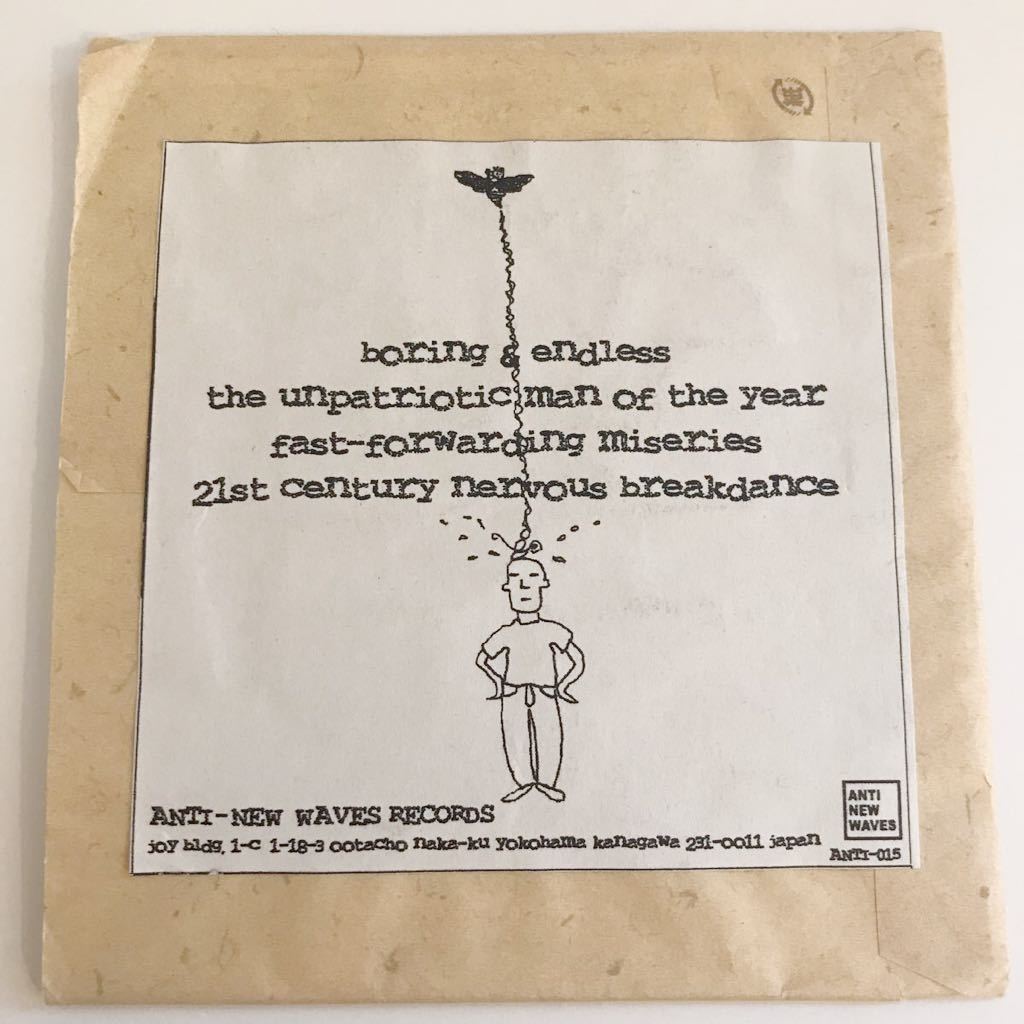 boring & endless
the unpatriotic man of the year
fast-forwarding miseries
21st century nervous breakdance
ANTI-NEW WAVES RECORDS
joy bldg, 1-c 1-18-3 ootacho naka-ku yokohama kanagawa 231-0011 japan
ANTI
NEW
WAVES
ANTI-015